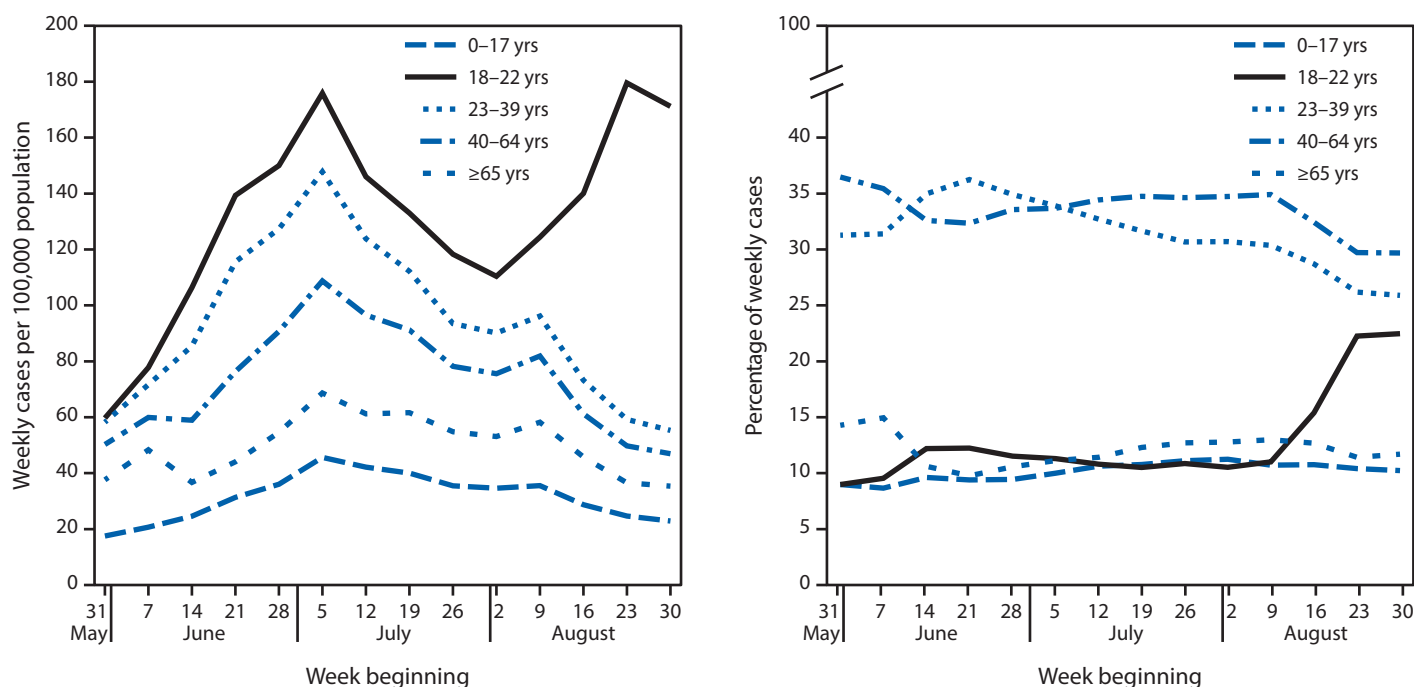 200
180
160
140
120
100
80
60
40
20
0
Weekly cases per 100,000 population
0–17 yrs
18–22 yrs
23–39 yrs
40–64 yrs
≥65 yrs
31 7 14 21 28 5 12 19 26 2 9 16 23 30
May June July August
Week beginning
100
40
35
30
25
20
15
10
5
0
Percentage of weekly cases
0–17 yrs
18–22 yrs
23–39 yrs
40–64 yrs
≥65 yrs
31 7 14 21 28 5 12 19 26 2 9 16 23 30
May June July August
Week beginning